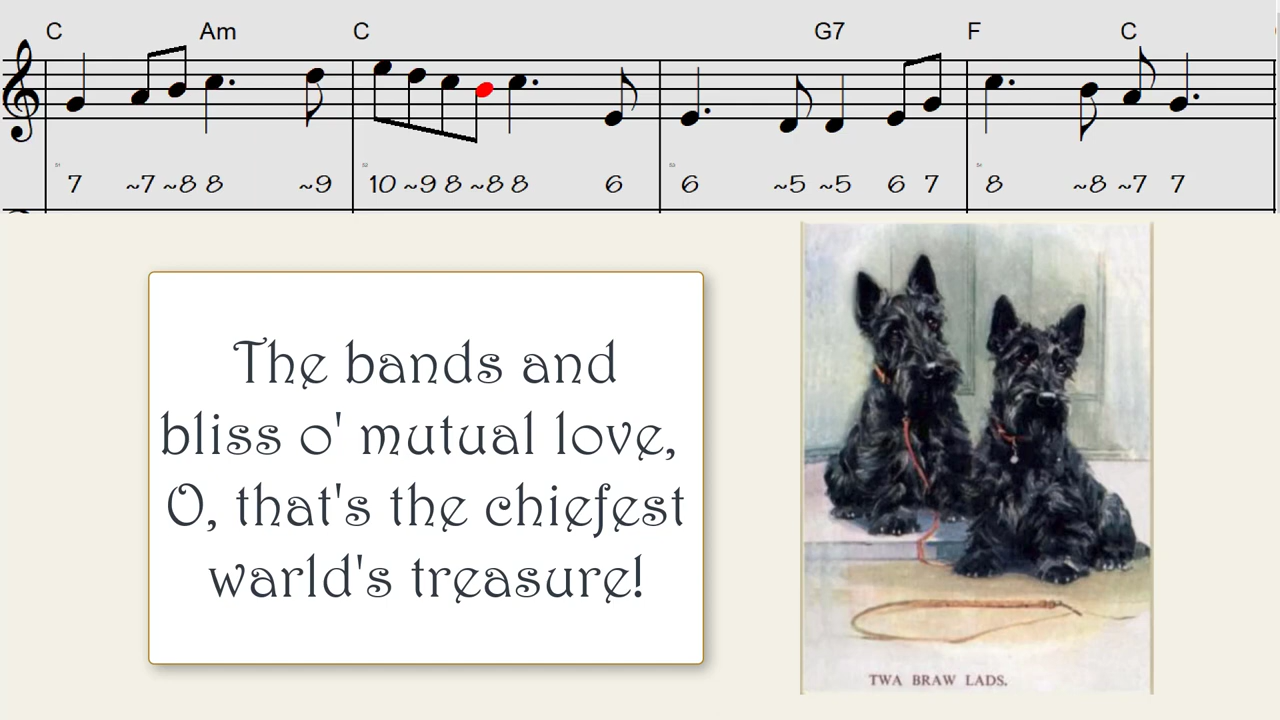 C Am C G7 F C
7 ~7 ~8 8 ~9 10 ~9 8 ~8 8 6 6 ~5 ~5 6 7 8 ~8 ~7 7
The bands and
bliss o' mutual love,
O, that's the chiefest
warld's treasure!
TWA BRAW LADS.